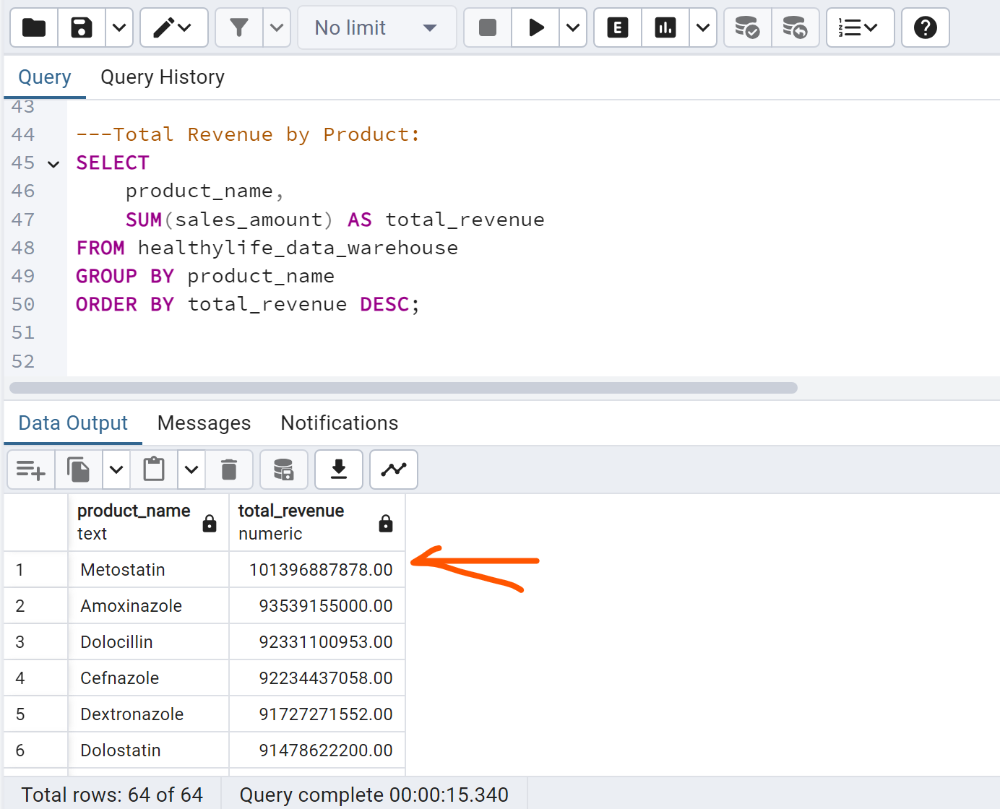 No limit
E
1
2
3
?
Query Query History
43
44 ---Total Revenue by Product:
45 SELECT
46 product_name,
47 SUM(sales_amount) AS total_revenue
48 FROM healthylife_data_warehouse
49 GROUP BY product_name
50 ORDER BY total_revenue DESC;
51
52
Data Output Messages Notifications
product_name total_revenue
text numeric
1 Metostatin 101396887878.00
2 Amoxinazole 93539155000.00
3 Dolocillin 92331100953.00
4 Cefnazole 92234437058.00
5 Dextronazole 91727271552.00
6 Dolostatin 91478622200.00
Total rows: 64 of 64 Query complete 00:00:15.340